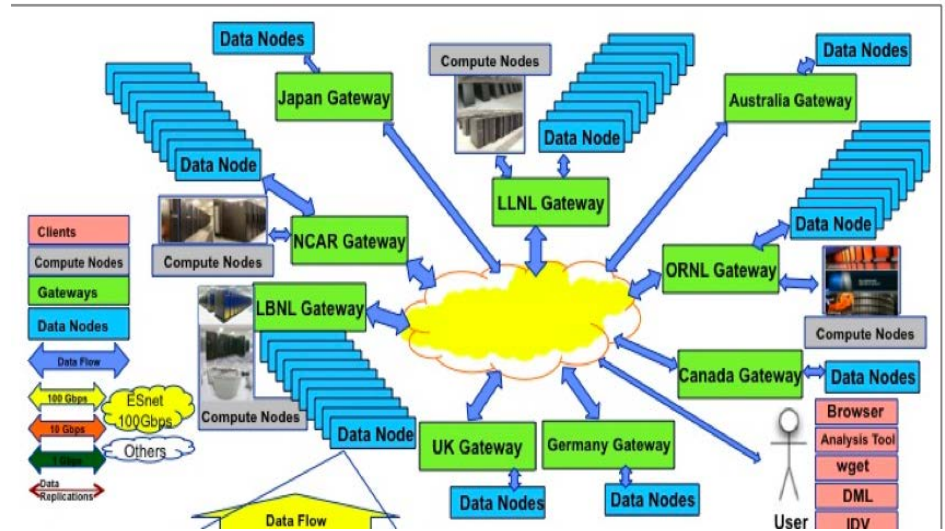 Data Nodes
Japan Gateway
Compute Nodes
Data Node
LLNL Gateway
Data Nodes
Australia Gateway
Data Node
NCAR Gateway
Compute Nodes
Data Node
ORNL Gateway
Compute Nodes
LBNL Gateway
Compute Nodes
Data Node
Clients
Compute Nodes
Gateways
Data Nodes
Data Flow
100 Gbps
10 Gbps
1 Gbps
Data
Replications
ESnet
100Gbps
Others
UK Gateway
Data Nodes
Germany Gateway
Data Nodes
Canada Gateway
Data Nodes
User
Browser
Analysis Tool
wget
DML
IDV
Data Flow